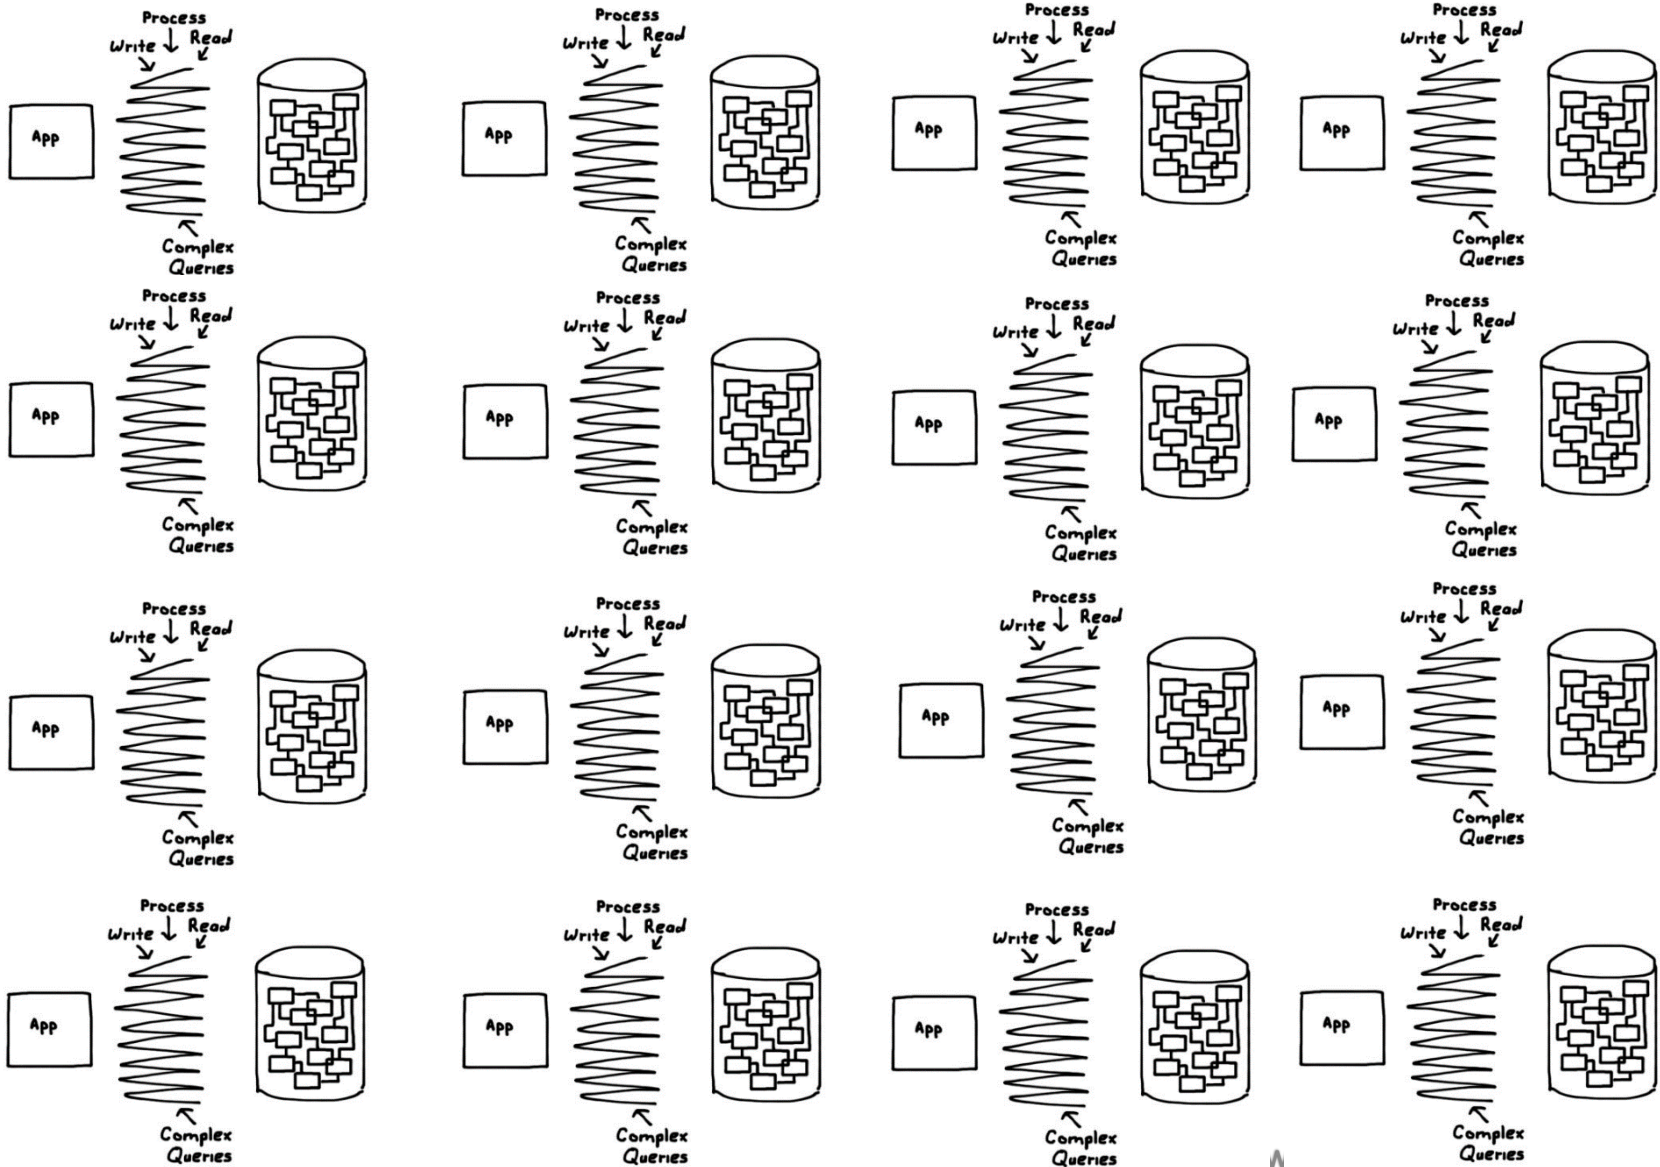 Process
Write
Read
App
Complex
Queries
Process
Write
Read
App
Complex
Queries
Process
Write
Read
App
Complex
Queries
Process
Write
Read
App
Complex
Queries
Process
Write
Read
App
Complex
Queries
Process
Write
Read
App
Complex
Queries
Process
Write
Read
App
Complex
Queries
Process
Write
Read
App
Complex
Queries
Process
Write
Read
App
Complex
Queries
Process
Write
Read
App
Complex
Queries
Process
Write
Read
App
Complex
Queries
Process
Write
Read
App
Complex
Queries
Process
Write
Read
App
Complex
Queries
Process
Write
Read
App
Complex
Queries
Process
Write
Read
App
Complex
Queries
Process
Write
Read
App
Complex
Queries